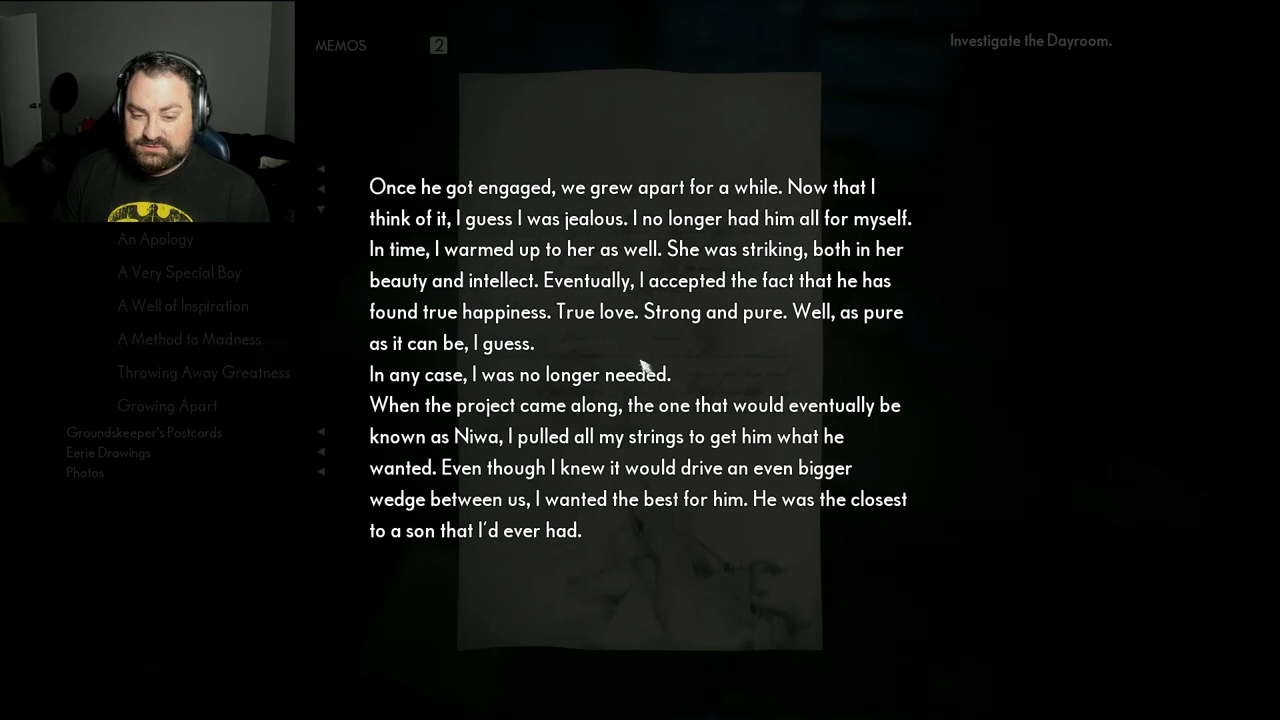 MEMOS 2
Investigate the Dayroom.
Once he got engaged, we grew apart for a while. Now that I
think of it, I guess I was jealous. I no longer had him all for myself.
In time, I warmed up to her as well. She was striking, both in her
beauty and intellect. Eventually, I accepted the fact that he has
found true happiness. True love. Strong and pure. Well, as pure
as it can be, I guess.
In any case, I was no longer needed.
When the project came along, the one that would eventually be
known as Niwa, I pulled all my strings to get him what he
wanted. Even though I knew it would drive an even bigger
wedge between us, I wanted the best for him. He was the closest
to a son that I'd ever had.
An Apology
A Very Special Boy
A Well of Inspiration
A Method to Madness
Throwing Away Greatness
Growing Apart
Groundskeeper's Postcards
Eerie Drawings
Photos